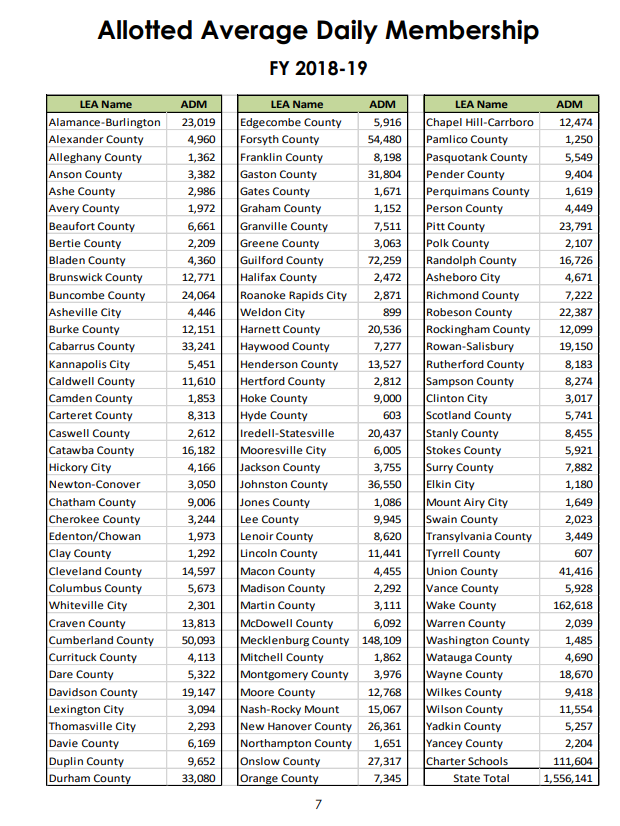 Allotted Average Daily Membership
FY 2018-19
LEA Name ADM
Alamance-Burlington 23,019
Alexander County 4,960
Alleghany County 1,362
Anson County 3,382
Ashe County 2,986
Avery County 1,972
Beaufort County 6,661
Bertie County 2,209
Bladen County 4,360
Brunswick County 12,771
Buncombe County 24,064
Asheville City 4,446
Burke County 12,151
Cabarrus County 33,241
Kannapolis City 5,451
Caldwell County 11,610
Camden County 1,853
Carteret County 8,313
Caswell County 2,612
Catawba County 16,182
Hickory City 4,166
Newton-Conover 3,050
Chatham County 9,006
Cherokee County 3,244
Edenton/Chowan 1,973
Clay County 1,292
Cleveland County 14,597
Columbus County 5,673
Whiteville City 2,301
Craven County 13,813
Cumberland County 50,093
Currituck County 4,113
Dare County 5,322
Davidson County 19,147
Lexington City 3,094
Thomasville City 2,293
Davie County 6,169
Duplin County 9,652
Durham County 33,080
LEA Name ADM
Edgecombe County 5,916
Forsyth County 54,480
Franklin County 8,198
Gaston County 31,804
Gates County 1,671
Graham County 1,152
Granville County 7,511
Greene County 3,063
Guilford County 72,259
Halifax County 2,472
Roanoke Rapids City 2,871
Weldon City 899
Harnett County 20,536
Haywood County 7,277
Henderson County 13,527
Hertford County 2,812
Hoke County 9,000
Hyde County 603
Iredell-Statesville 20,437
Mooresville City 6,005
Jackson County 3,755
Johnston County 36,550
Jones County 1,086
Lee County 9,945
Lenoir County 8,620
Lincoln County 11,441
Macon County 4,455
Madison County 2,292
Martin County 3,111
McDowell County 6,092
Mecklenburg County 148,109
Mitchell County 1,862
Montgomery County 3,976
Moore County 12,768
Nash-Rocky Mount 15,067
New Hanover County 26,361
Northampton County 1,651
Onslow County 27,317
Orange County 7,345
LEA Name ADM
Chapel Hill-Carrboro 12,474
Pamlico County 1,250
Pasquotank County 5,549
Pender County 9,404
Perquimans County 1,619
Person County 4,449
Pitt County 23,791
Polk County 2,107
Randolph County 16,726
Asheboro City 4,671
Richmond County 7,222
Robeson County 22,387
Rockingham County 12,099
Rowan-Salisbury 19,150
Rutherford County 8,183
Sampson County 8,274
Clinton City 3,017
Scotland County 5,741
Stanly County 8,455
Stokes County 5,921
Surry County 7,882
Elkin City 1,180
Mount Airy City 1,649
Swain County 2,023
Transylvania County 3,449
Tyrrell County 607
Union County 41,416
Vance County 5,928
Wake County 162,618
Warren County 2,039
Washington County 1,485
Watauga County 4,690
Wayne County 18,670
Wilkes County 9,418
Wilson County 11,554
Yadkin County 5,257
Yancey County 2,204
Charter Schools 111,604
State Total 1,556,141
7